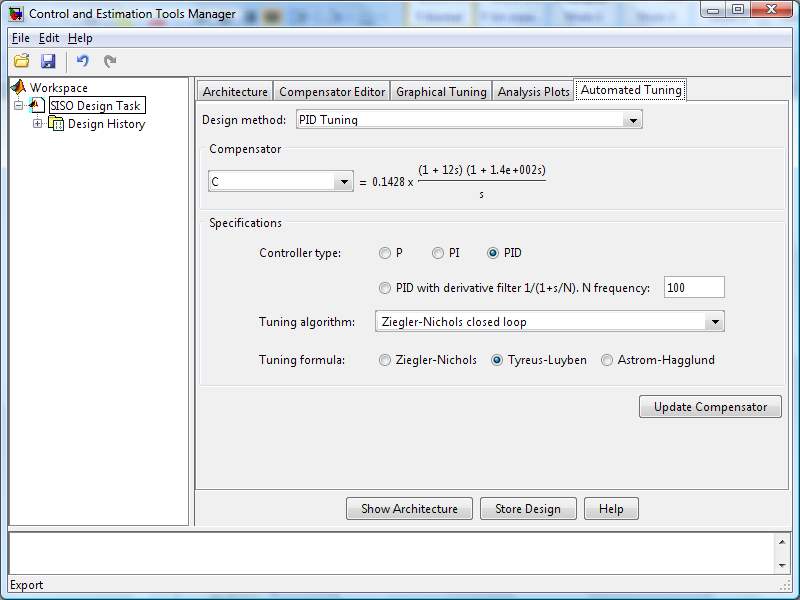 Control and Estimation Tools Manager
File Edit Help
Workspace
SISO Design Task
Design History
Architecture Compensator Editor Graphical Tuning Analysis Plots Automated Tuning
Design method: PID Tuning
Compensator
C = 0.1428 x (1 + 12s) (1 + 1.4e+002s)
s
Specifications
Controller type: P PI PID
PID with derivative filter 1/(1+s/N). N frequency: 100
Tuning algorithm: Ziegler-Nichols closed loop
Tuning formula: Ziegler-Nichols Tyreus-Luyben Astrom-Hagglund
Update Compensator
Show Architecture Store Design Help
Export